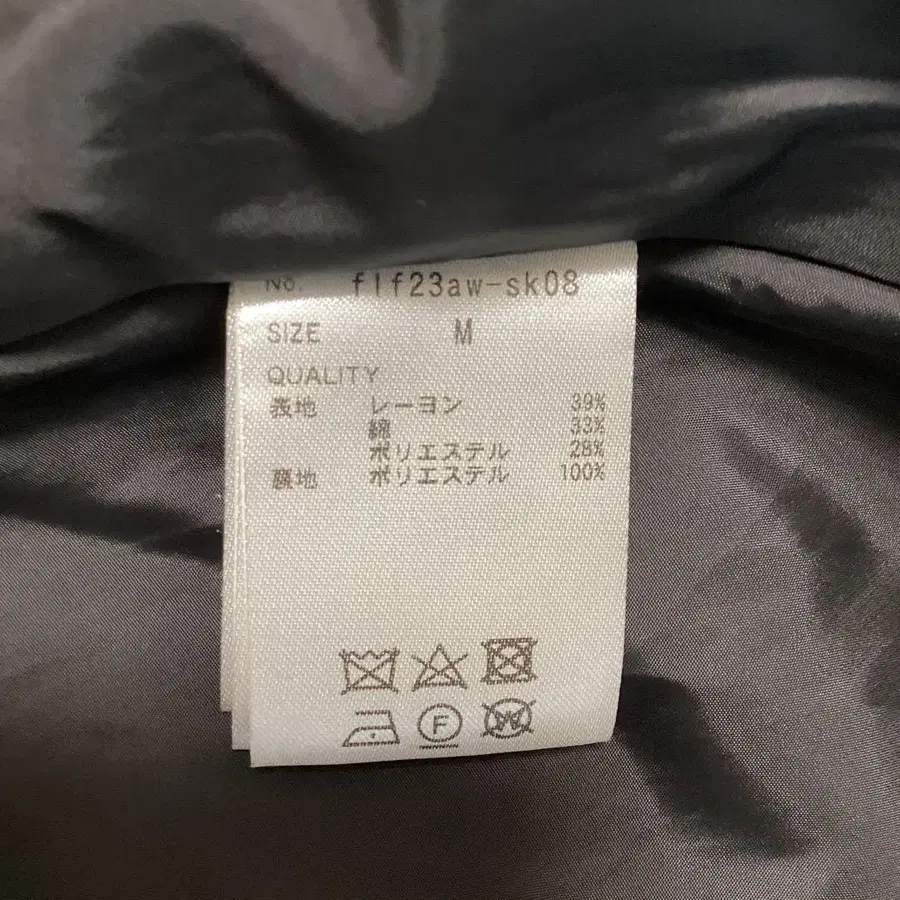 No. flf23aw-sk08
SIZE M
QUALITY
表地 レーヨン 39%
綿 33%
ポリエステル 28%
裏地 ポリエステル 100%
F
W